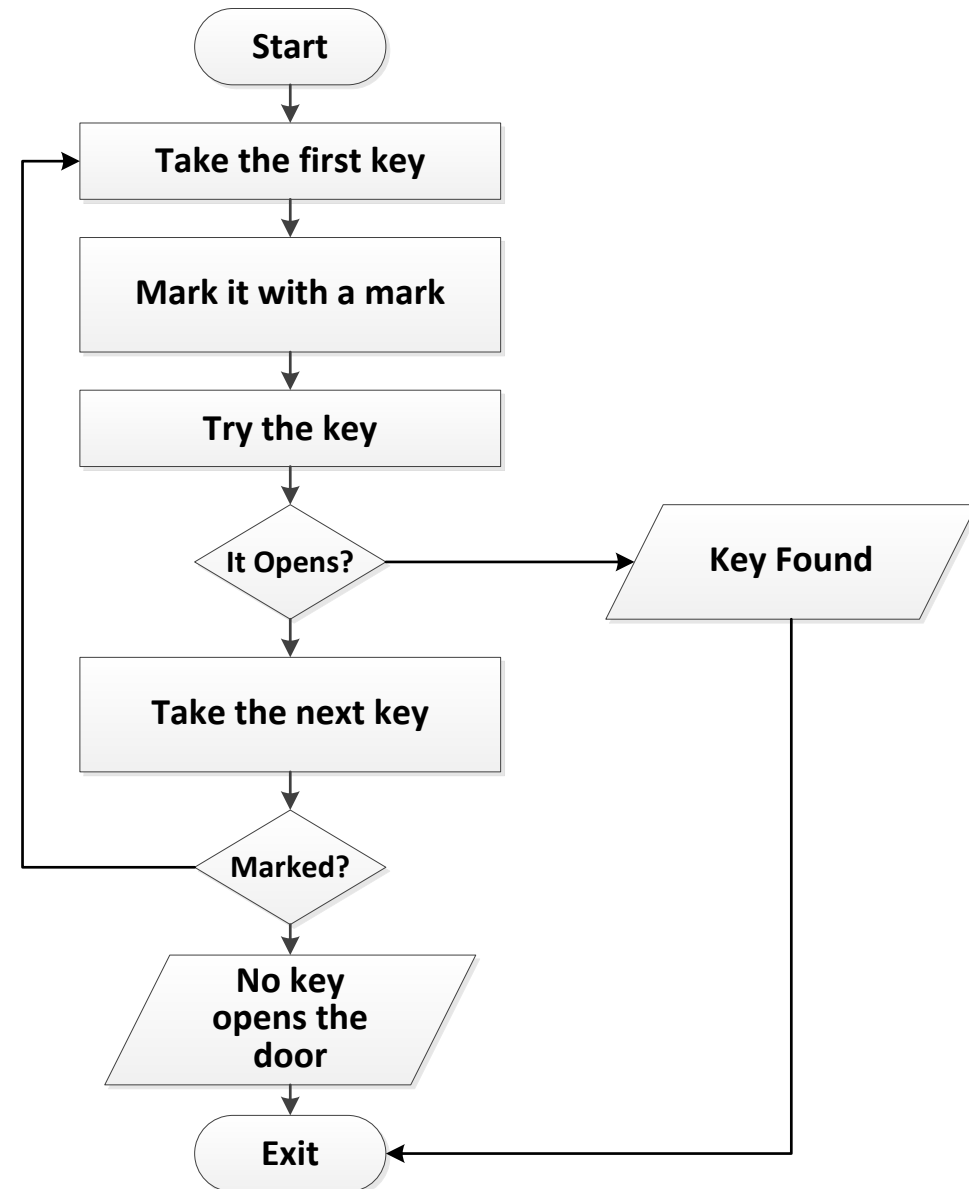 Start
Take the first key
Mark it with a mark
Try the key
It Opens?
Key Found
Take the next key
Marked?
No key
opens the
door
Exit